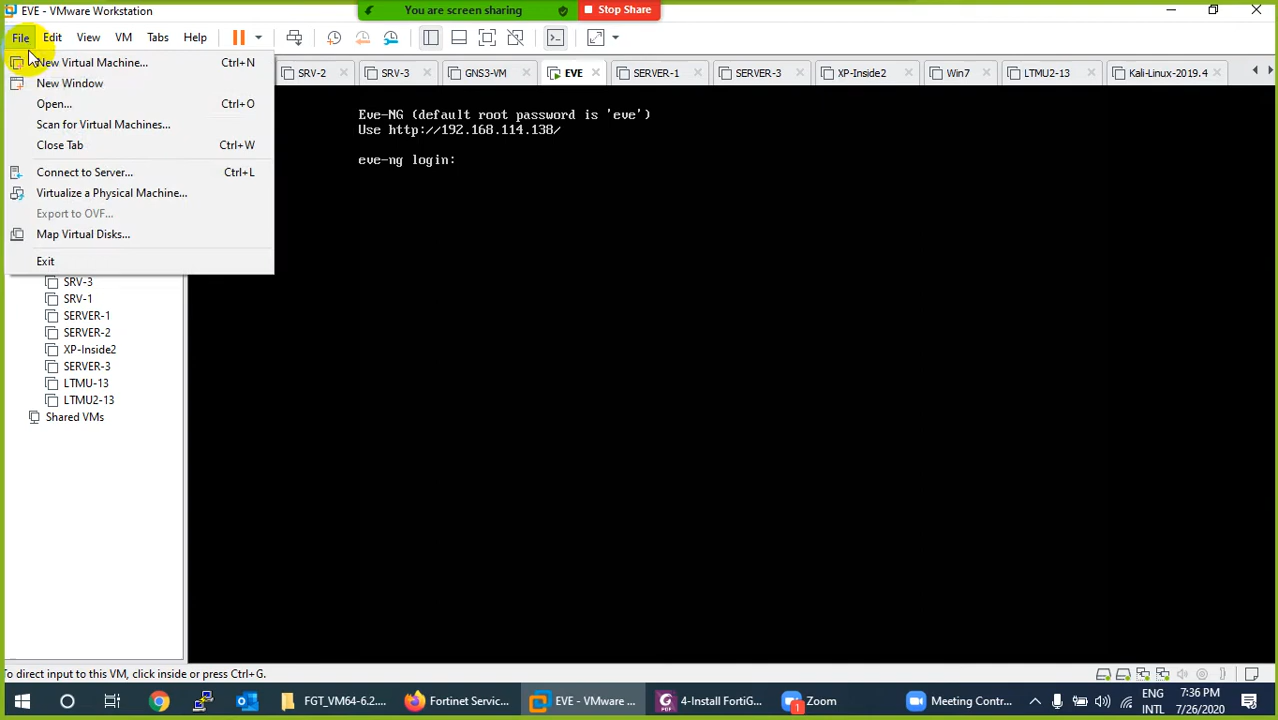 EVE - VMware Workstation
You are screen sharing
Stop Share
File Edit View VM Tabs Help
New Virtual Machine... Ctrl+N
New Window
Open... Ctrl+O
Scan for Virtual Machines...
Close Tab Ctrl+W
Connect to Server... Ctrl+L
Virtualize a Physical Machine...
Export to OVF...
Map Virtual Disks...
Exit
SRV-2 SRV-3 GNS3-VM EVE SERVER-1 SERVER-3 XP-Inside2 Win7 LTMU2-13 Kali-Linux-2019.4
Eve-NG (default root password is 'eve')
Use http://192.168.114.138/
eve-ng login:
SRV-3
SRV-1
SERVER-1
SERVER-2
XP-Inside2
SERVER-3
LTMU-13
LTMU2-13
Shared VMs
To direct input to this VM, click inside or press Ctrl+G.
FGT_VM64-6.2.... Fortinet Servic... EVE - VMware ... 4-Install FortiG... 1 Zoom Meeting Contr... ENG 7:36 PM
INTL 7/26/2020